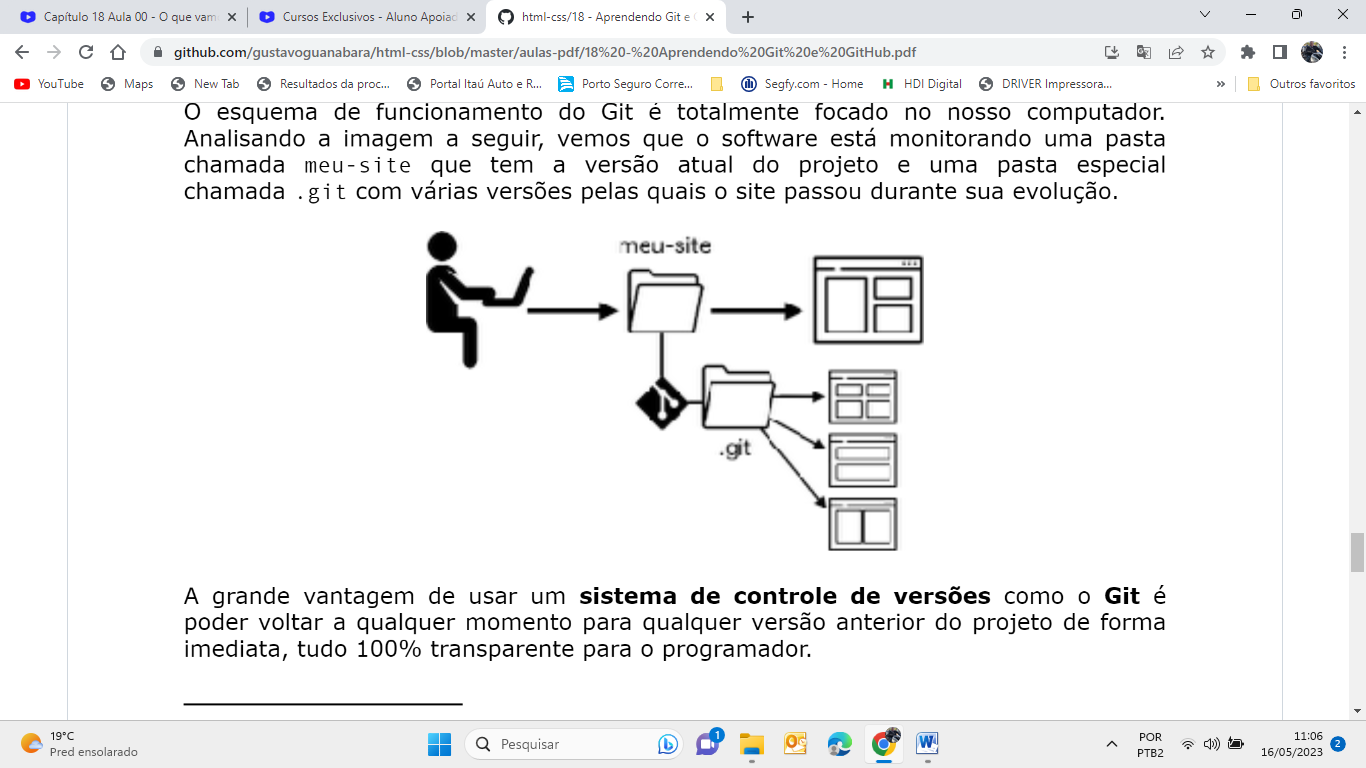 Capítulo 18 Aula 00 - O que vam
Cursos Exclusivos - Aluno Apoiad
html-css/18 - Aprendendo Git e G
github.com/gustavoguanabara/html-css/blob/master/aulas-pdf/18%20-%20Aprendendo%20Git%20e%20GitHub.pdf
YouTube
Maps
New Tab
Resultados da proc...
Portal Itaú Auto e R...
Porto Seguro Corre...
Segfy.com - Home
HDI Digital
DRIVER Impressora...
»
Outros favoritos
O esquema de funcionamento do Git é totalmente focado no nosso computador.
Analisando a imagem a seguir, vemos que o software está monitorando uma pasta
chamada meu-site que tem a versão atual do projeto e uma pasta especial
chamada .git com várias versões pelas quais o site passou durante sua evolução.
meu-site
.git
A grande vantagem de usar um sistema de controle de versões como o Git é
poder voltar a qualquer momento para qualquer versão anterior do projeto de forma
imediata, tudo 100% transparente para o programador.
19°C
Pred ensolarado
Pesquisar
1
POR
PTB2
11:06
16/05/2023
2